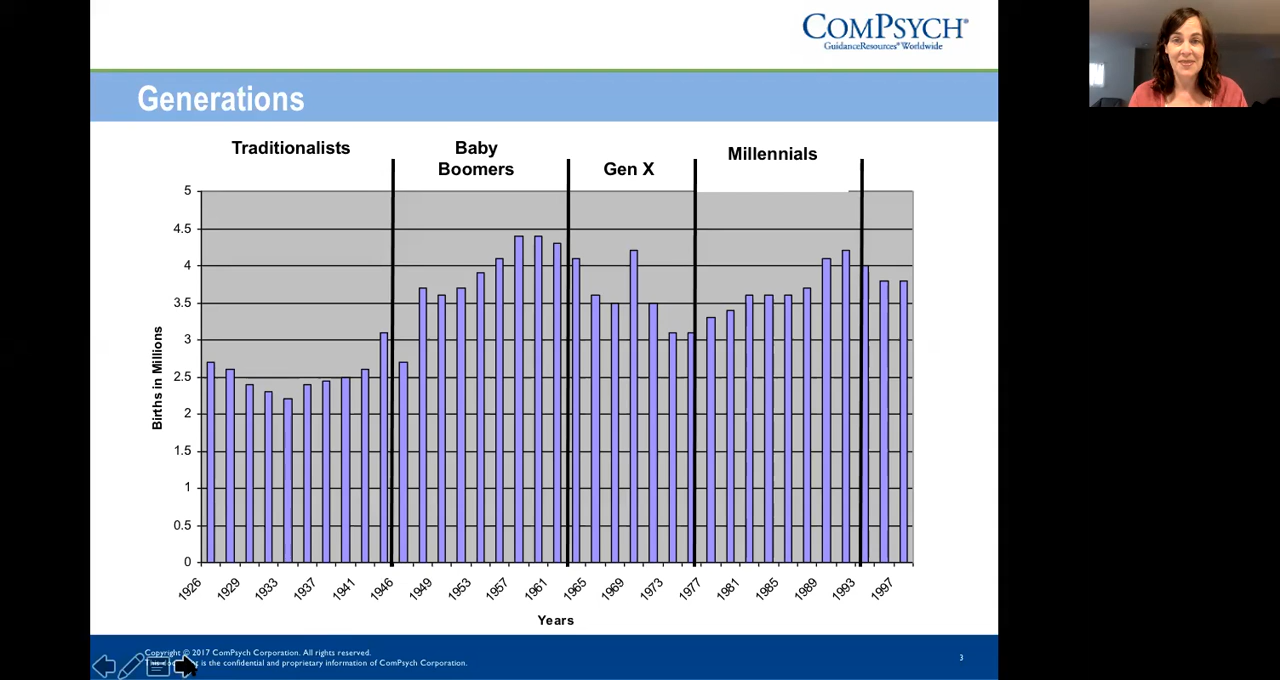 COMPSYCH®
GuidanceResources® Worldwide
Generations
Traditionalists
Baby
Boomers
Gen X
Millennials
5
4.5
4
3.5
3
2.5
2
1.5
1
0.5
0
Births in Millions
1926
1929
1933
1937
1941
1946
1949
1953
1957
1961
1965
1969
1973
1977
1981
1985
1989
1993
1997
Years
Copyright © 2017 ComPsych Corporation. All rights reserved.
is the confidential and proprietary information of ComPsych Corporation.
3